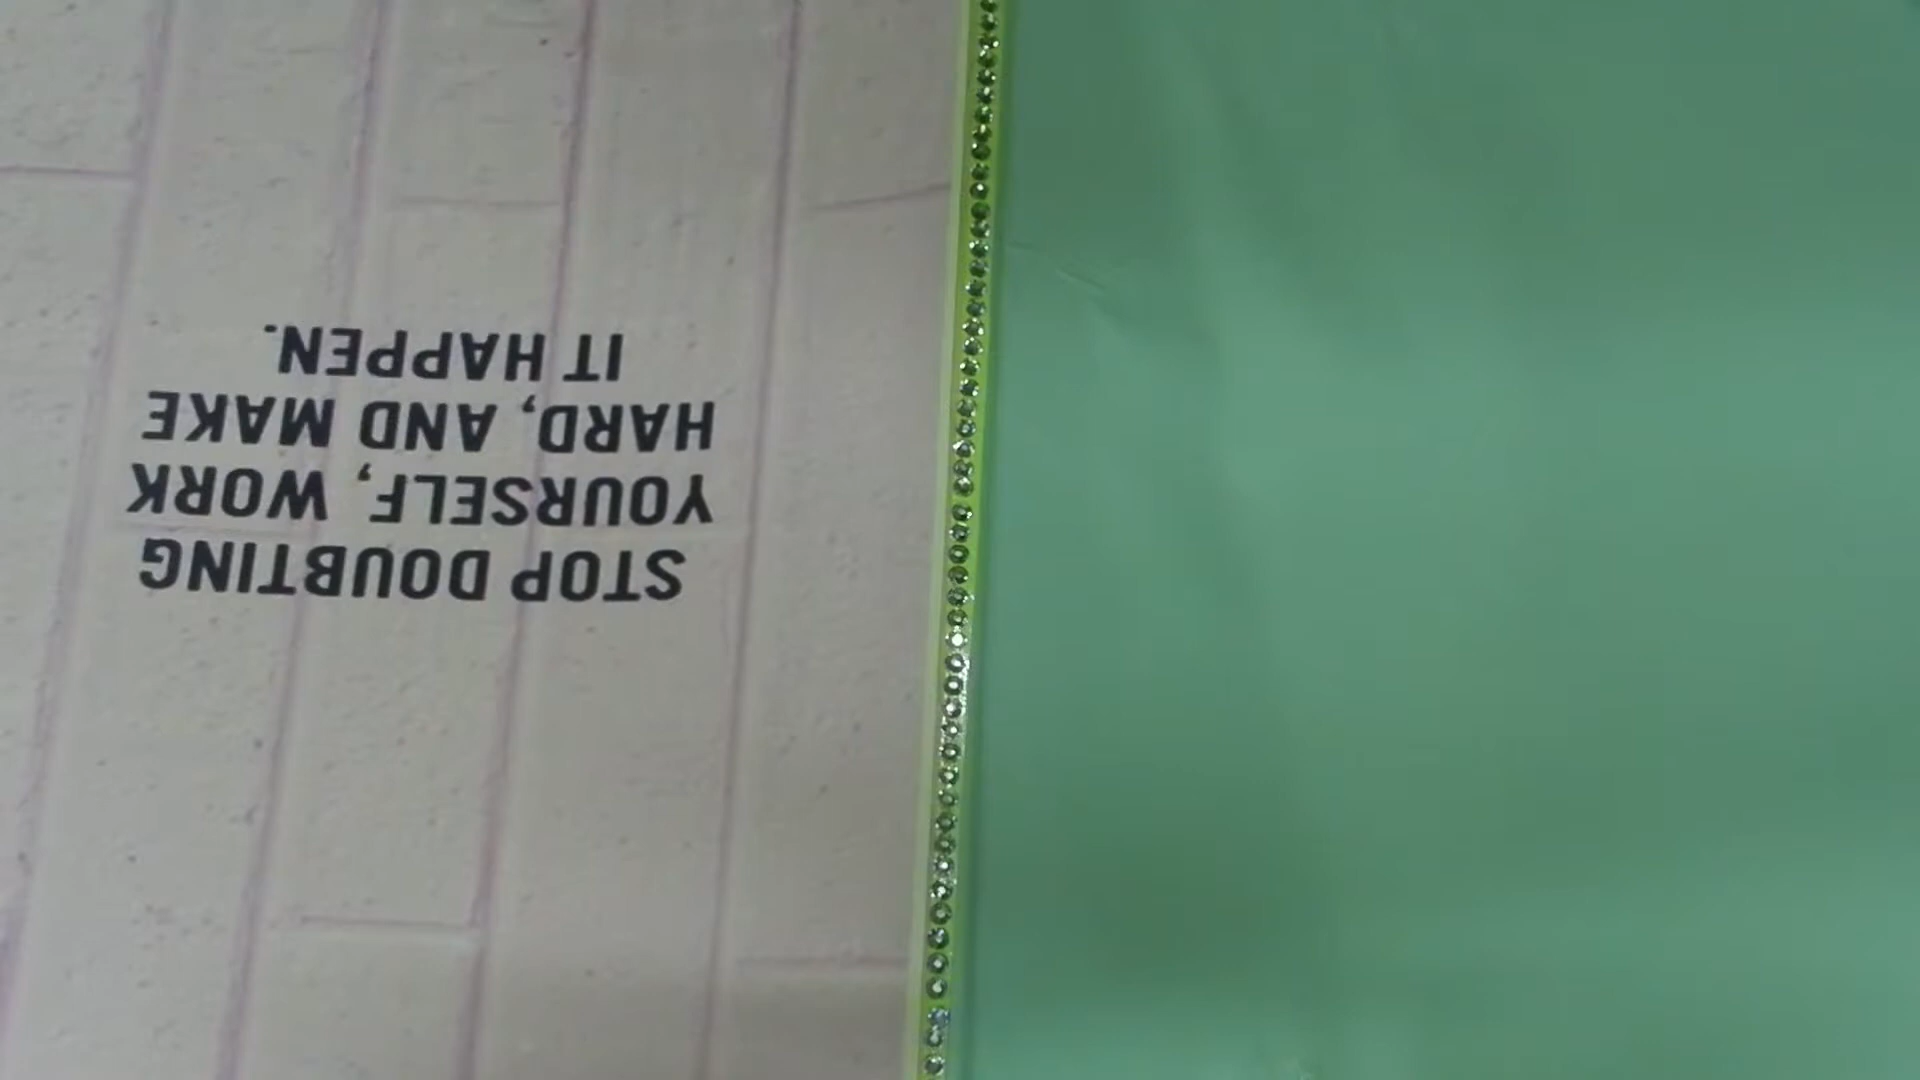 STOP DOUBTING
YOURSELF, WORK
HARD, AND MAKE
IT HAPPEN.